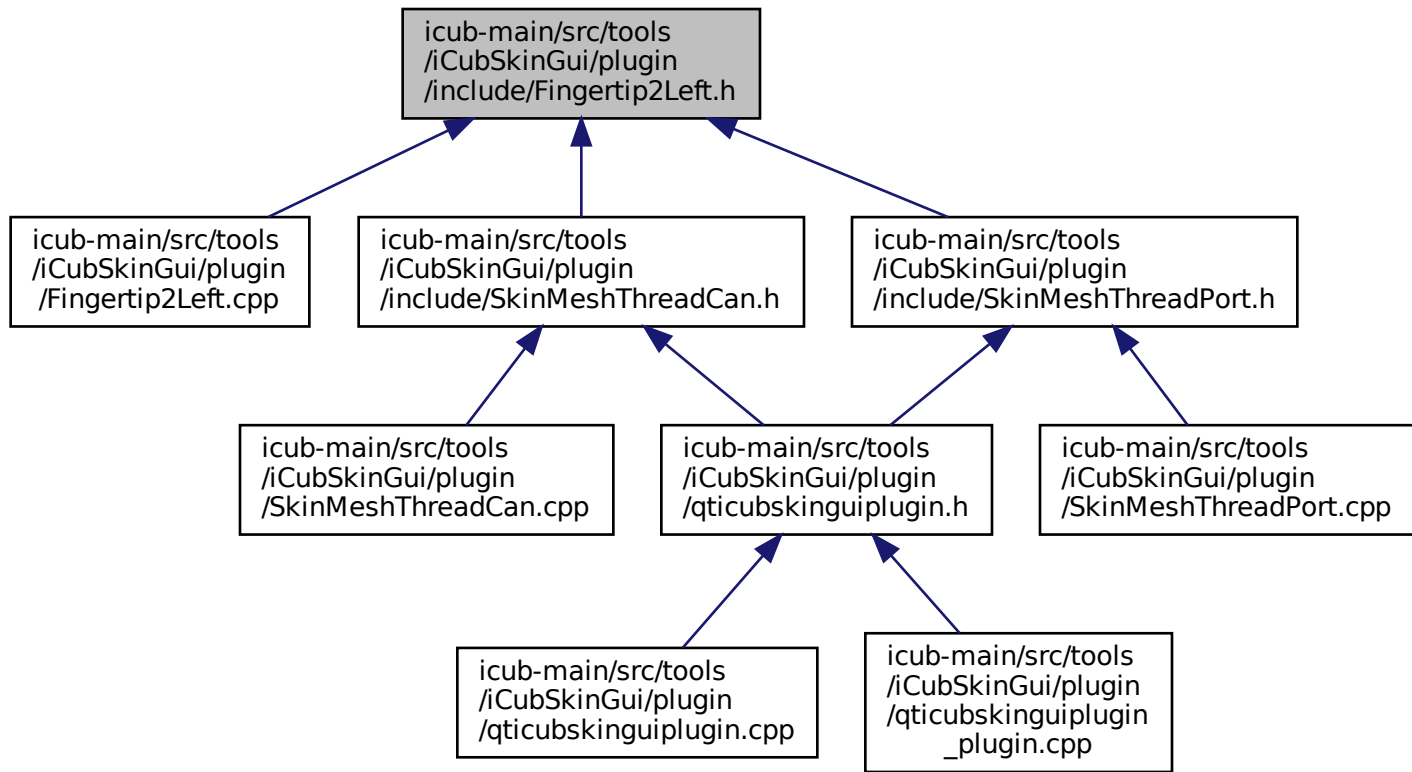 icub-main/src/tools
/iCubSkinGui/plugin
/include/Fingertip2Left.h
icub-main/src/tools
/iCubSkinGui/plugin
/Fingertip2Left.cpp
icub-main/src/tools
/iCubSkinGui/plugin
/include/SkinMeshThreadCan.h
icub-main/src/tools
/iCubSkinGui/plugin
/include/SkinMeshThreadPort.h
icub-main/src/tools
/iCubSkinGui/plugin
/SkinMeshThreadCan.cpp
icub-main/src/tools
/iCubSkinGui/plugin
/qticubskinguiplugin.h
icub-main/src/tools
/iCubSkinGui/plugin
/SkinMeshThreadPort.cpp
icub-main/src/tools
/iCubSkinGui/plugin
/qticubskinguiplugin.cpp
icub-main/src/tools
/iCubSkinGui/plugin
/qticubskinguiplugin
_plugin.cpp